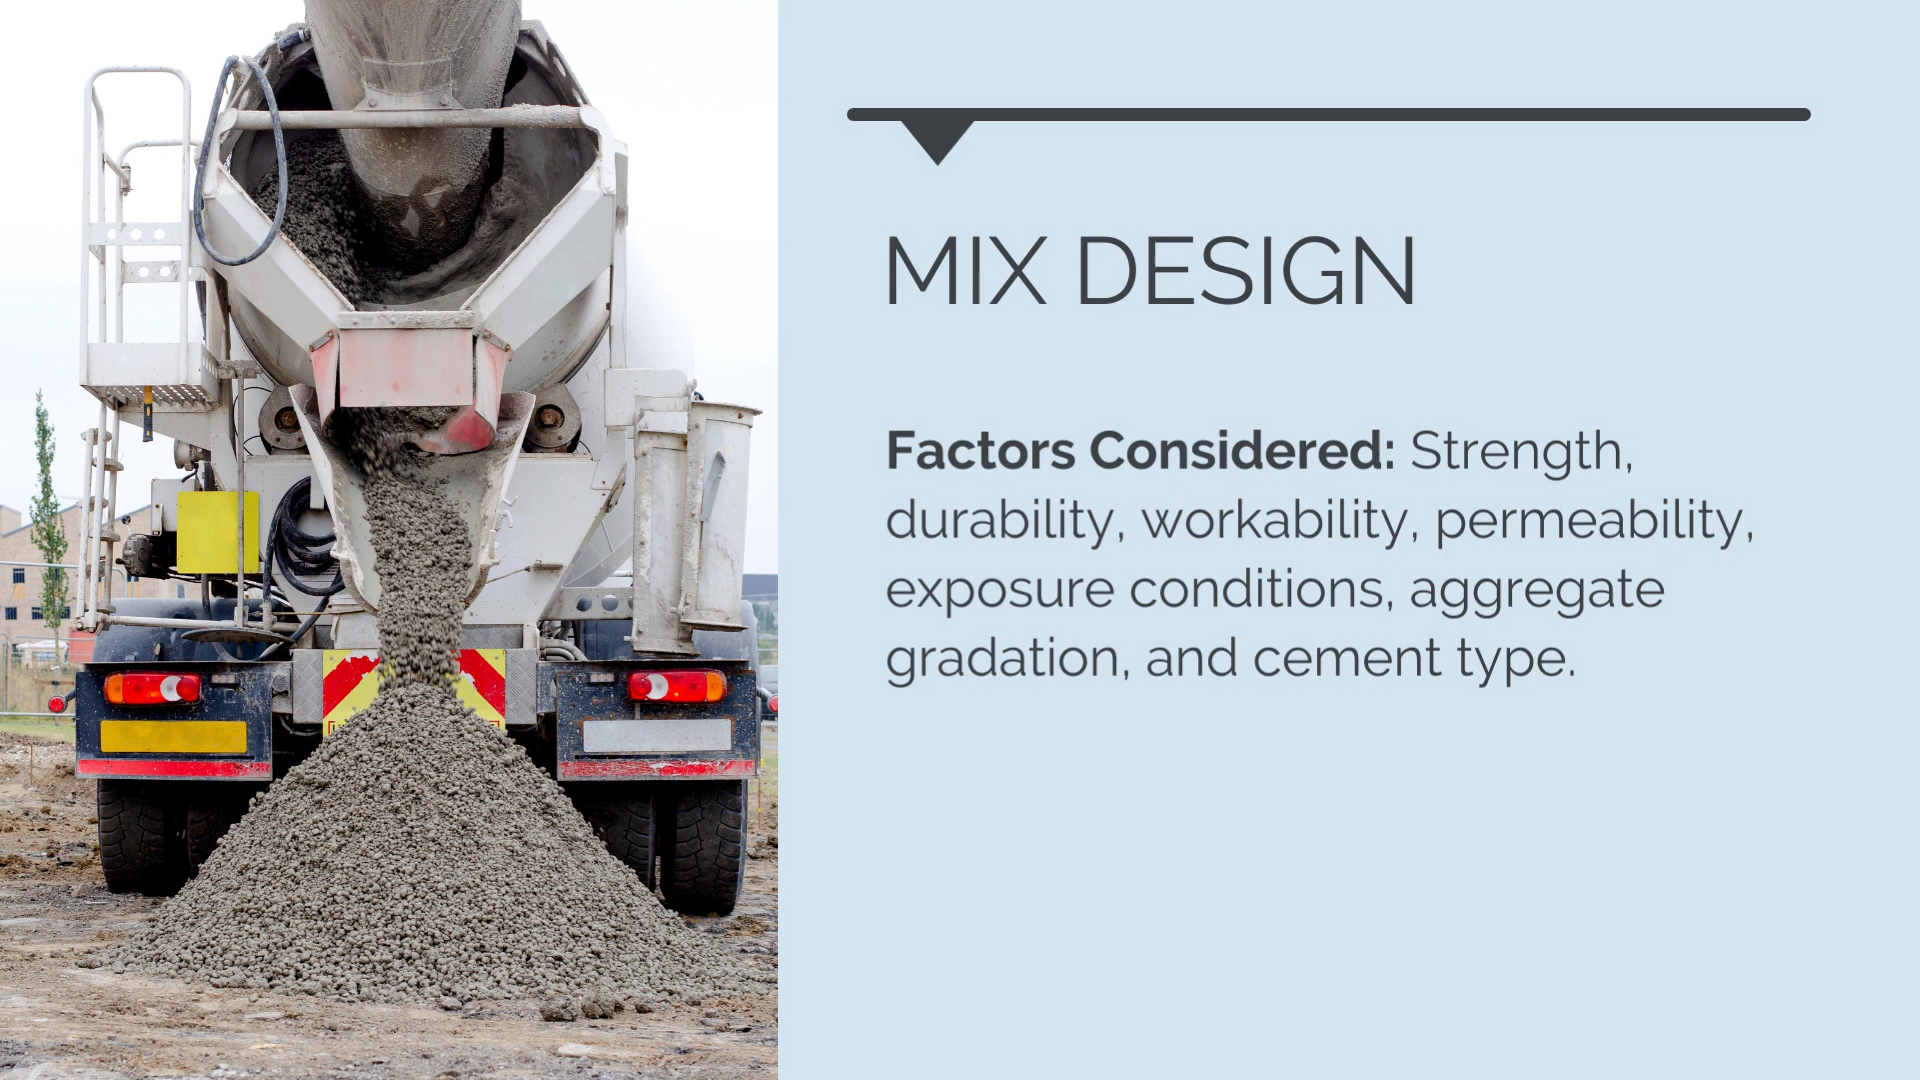 MIX DESIGN
Factors Considered: Strength,
durability, workability, permeability,
exposure conditions, aggregate
gradation, and cement type.